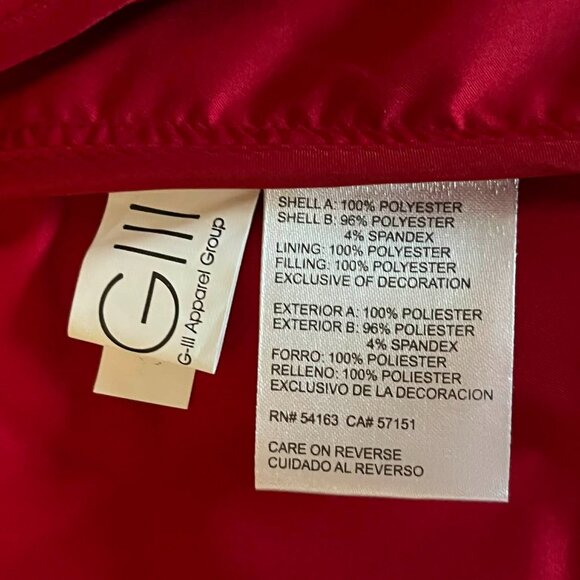 GIII
G-III Apparel Group
SHELL A: 100% POLYESTER
SHELL B: 96% POLYESTER
4% SPANDEX
LINING: 100% POLYESTER
FILLING: 100% POLYESTER
EXCLUSIVE OF DECORATION
EXTERIOR A: 100% POLIESTER
EXTERIOR B: 96% POLIESTER
4% SPANDEX
FORRO: 100% POLIESTER
RELLENO: 100% POLIESTER
EXCLUSIVO DE LA DECORACION
RN# 54163 CA# 57151
CARE ON REVERSE
CUIDADO AL REVERSO